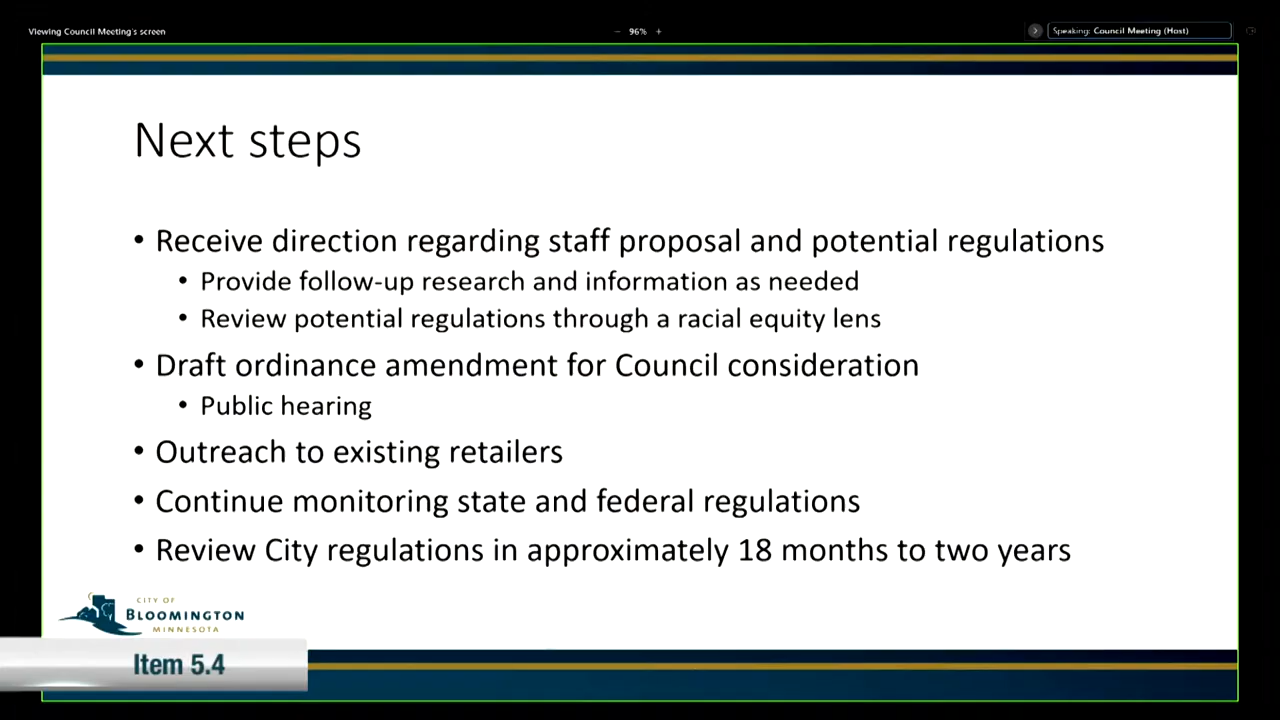 Viewing Council Meeting's screen
− 96% +
Speaking: Council Meeting (Host)
Next steps
• Receive direction regarding staff proposal and potential regulations
• Provide follow-up research and information as needed
• Review potential regulations through a racial equity lens
• Draft ordinance amendment for Council consideration
• Public hearing
• Outreach to existing retailers
• Continue monitoring state and federal regulations
• Review City regulations in approximately 18 months to two years
CITY OF
BLOOMINGTON
MINNESOTA
Item 5.4